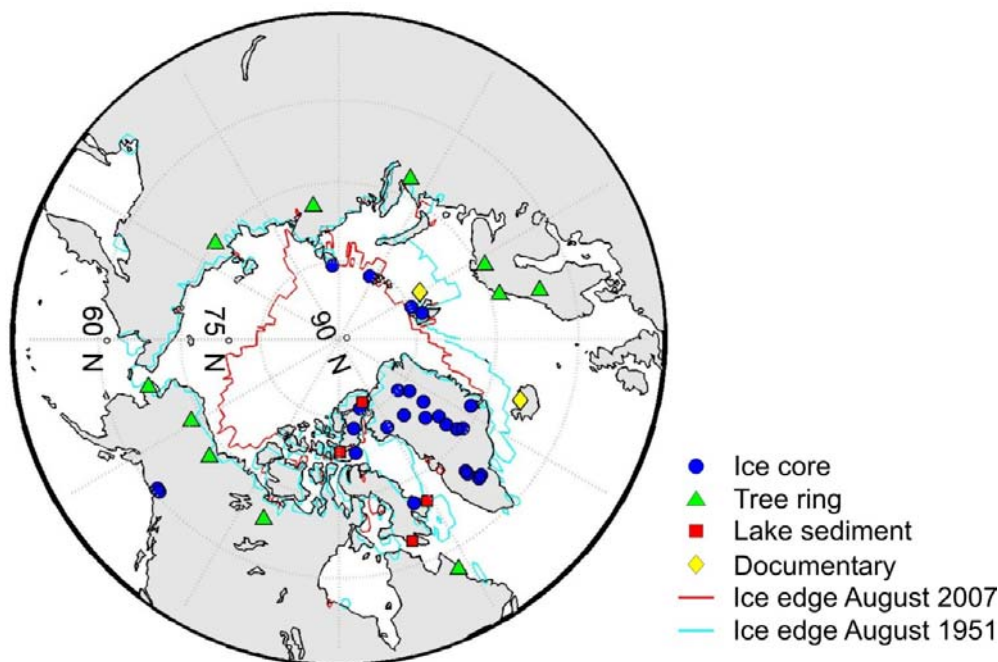 60 N
75 N
90 N
Ice core
Tree ring
Lake sediment
Documentary
Ice edge August 2007
Ice edge August 1951